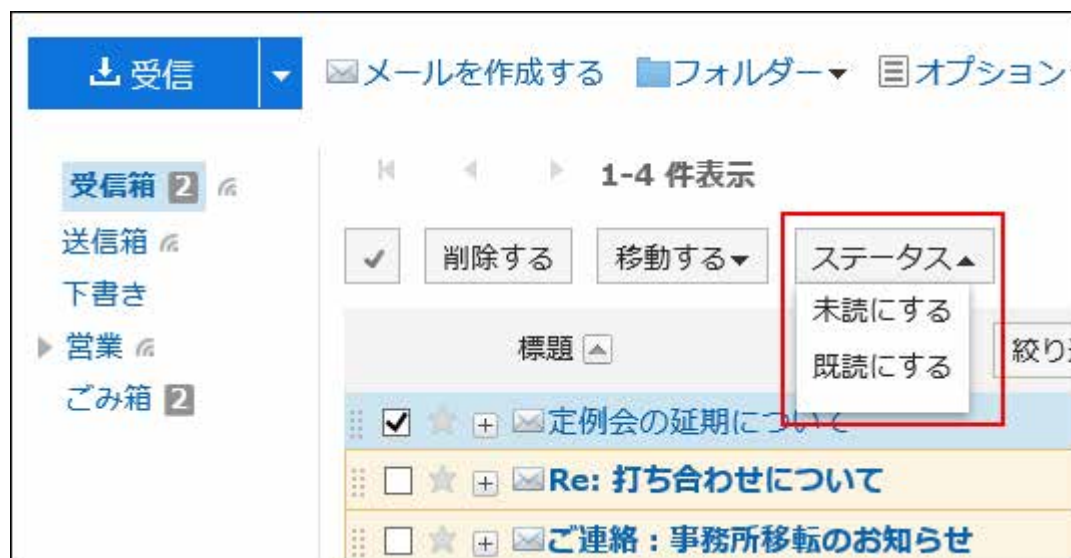 受信 メールを作成する フォルダー オプション
受信箱 2
送信箱
下書き
営業
ごみ箱 2
1-4 件表示
削除する 移動する ステータス
未読にする
既読にする
標題 絞り
定例会の延期について
Re: 打ち合わせについて
ご連絡：事務所移転のお知らせ